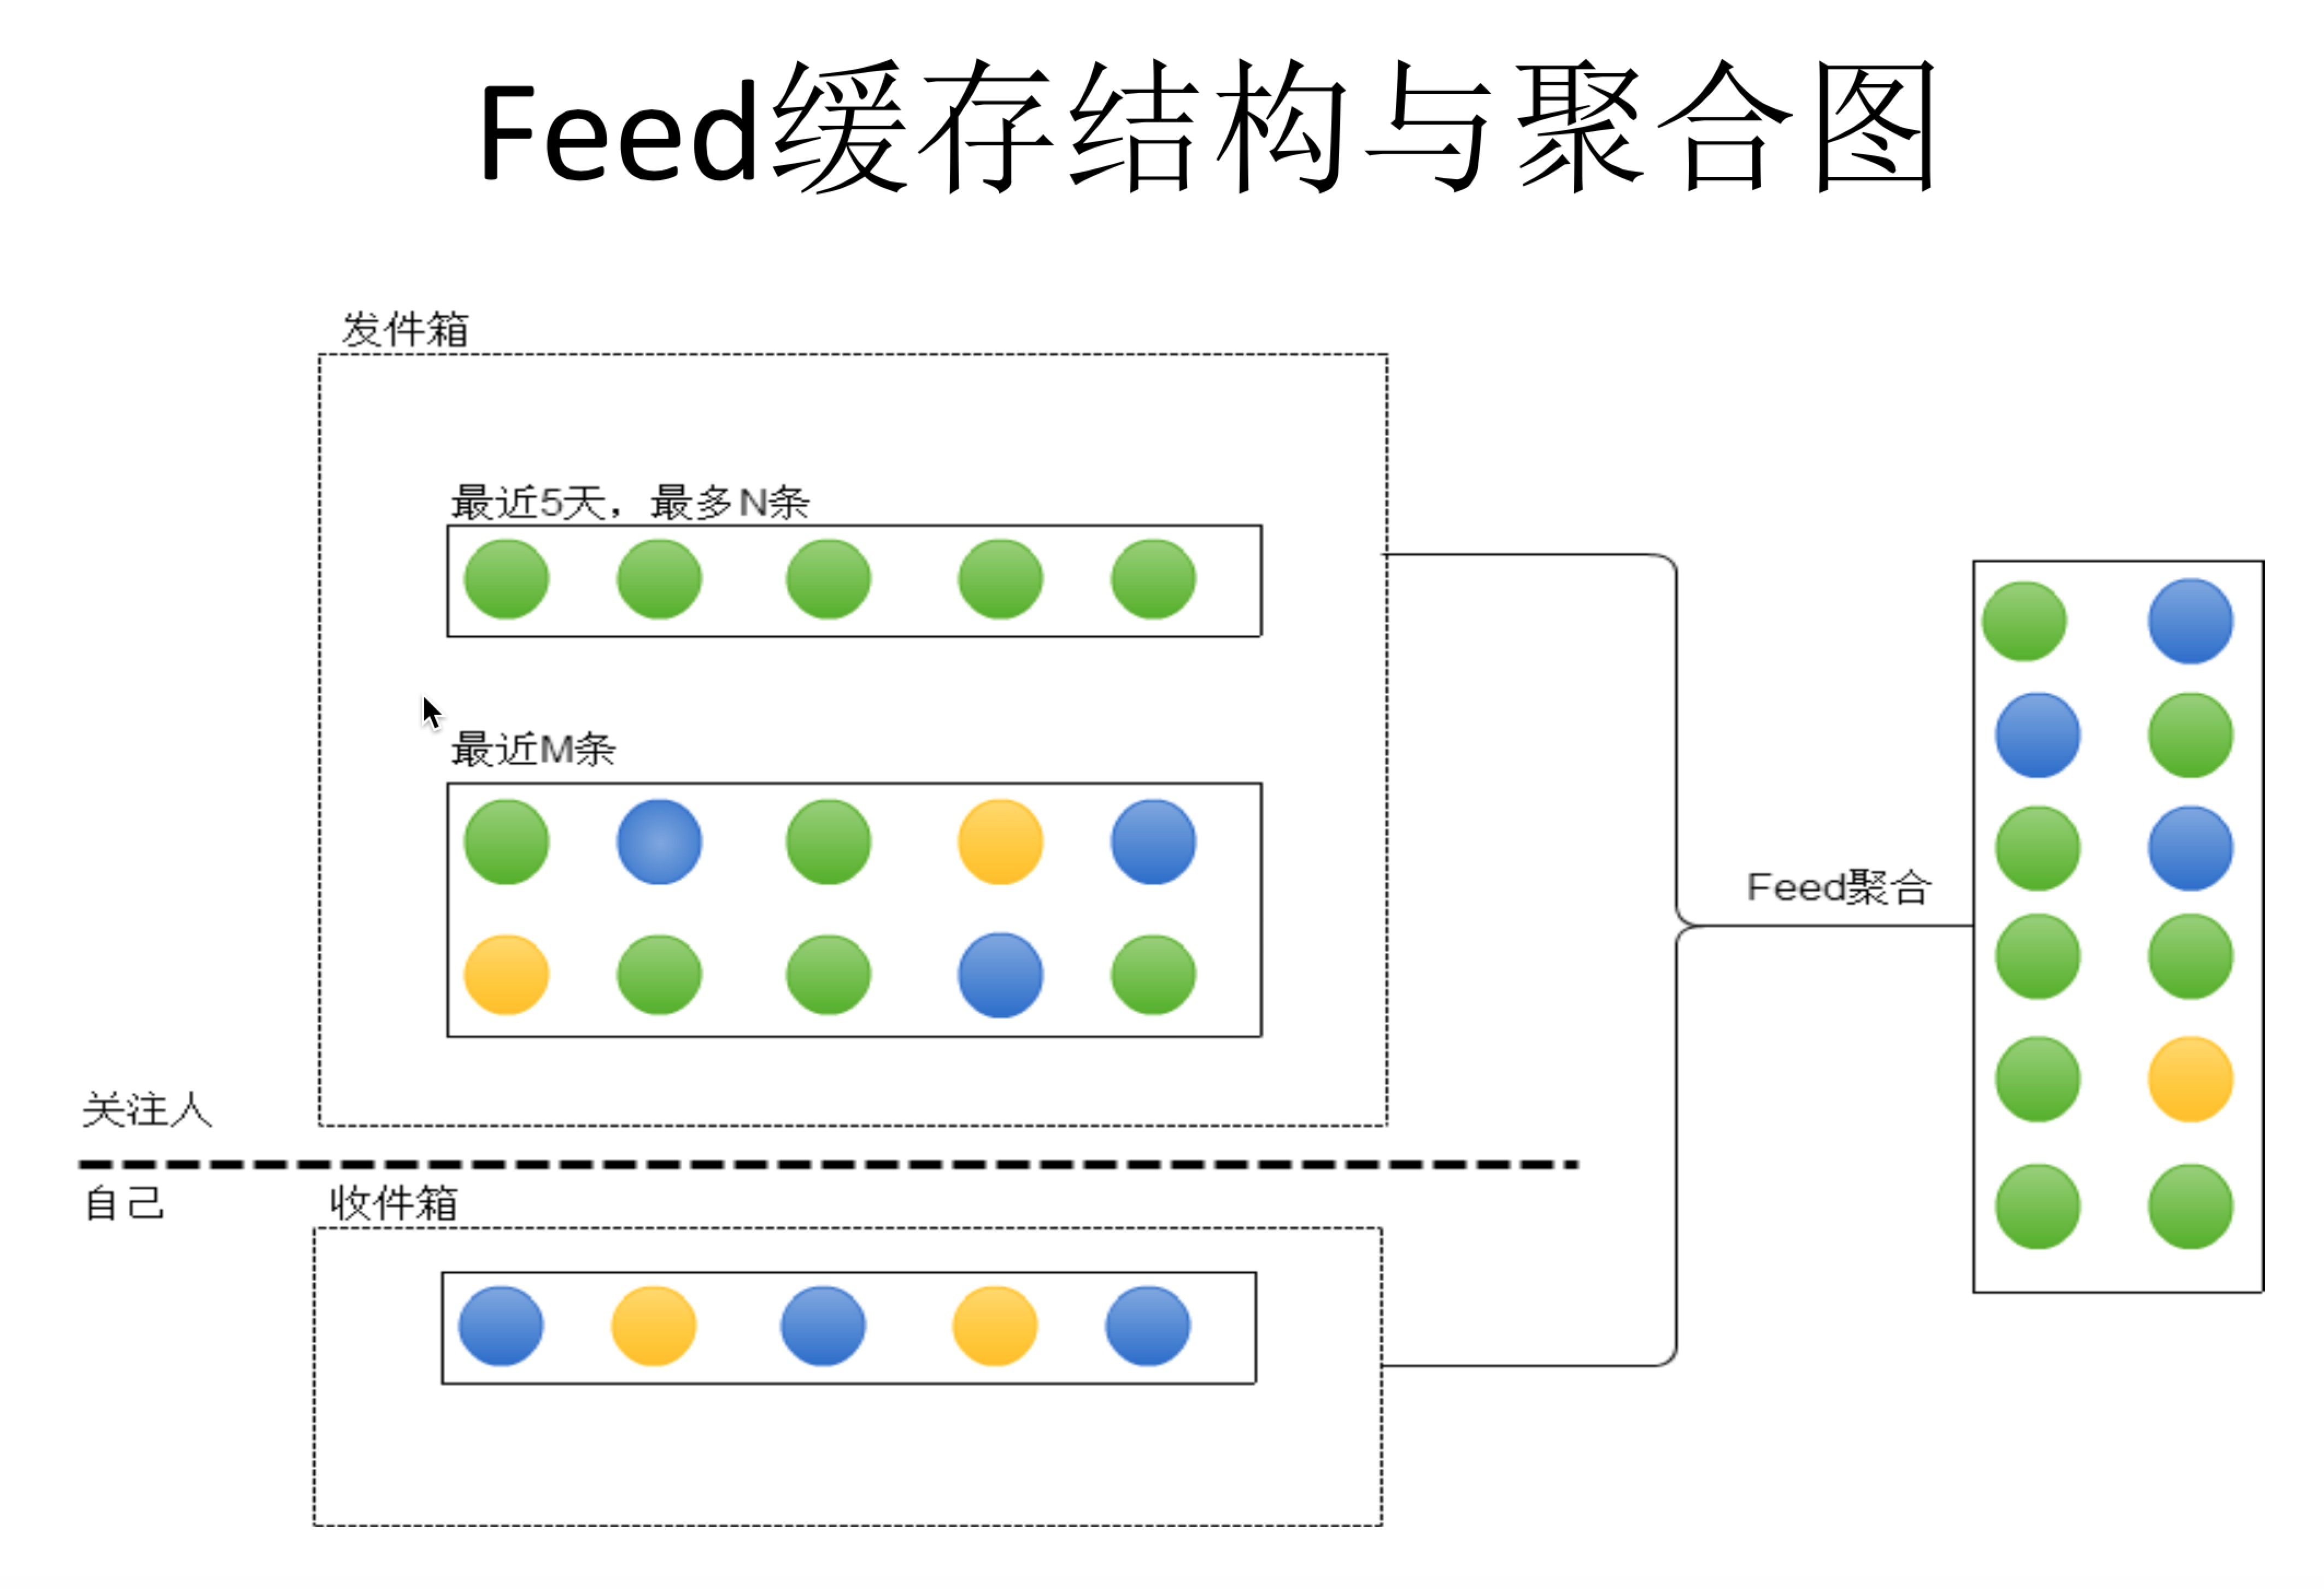 Feed缓存结构与聚合图
发件箱
最近5天，最多N条
最近M条
Feed聚合
关注人
自己
收件箱